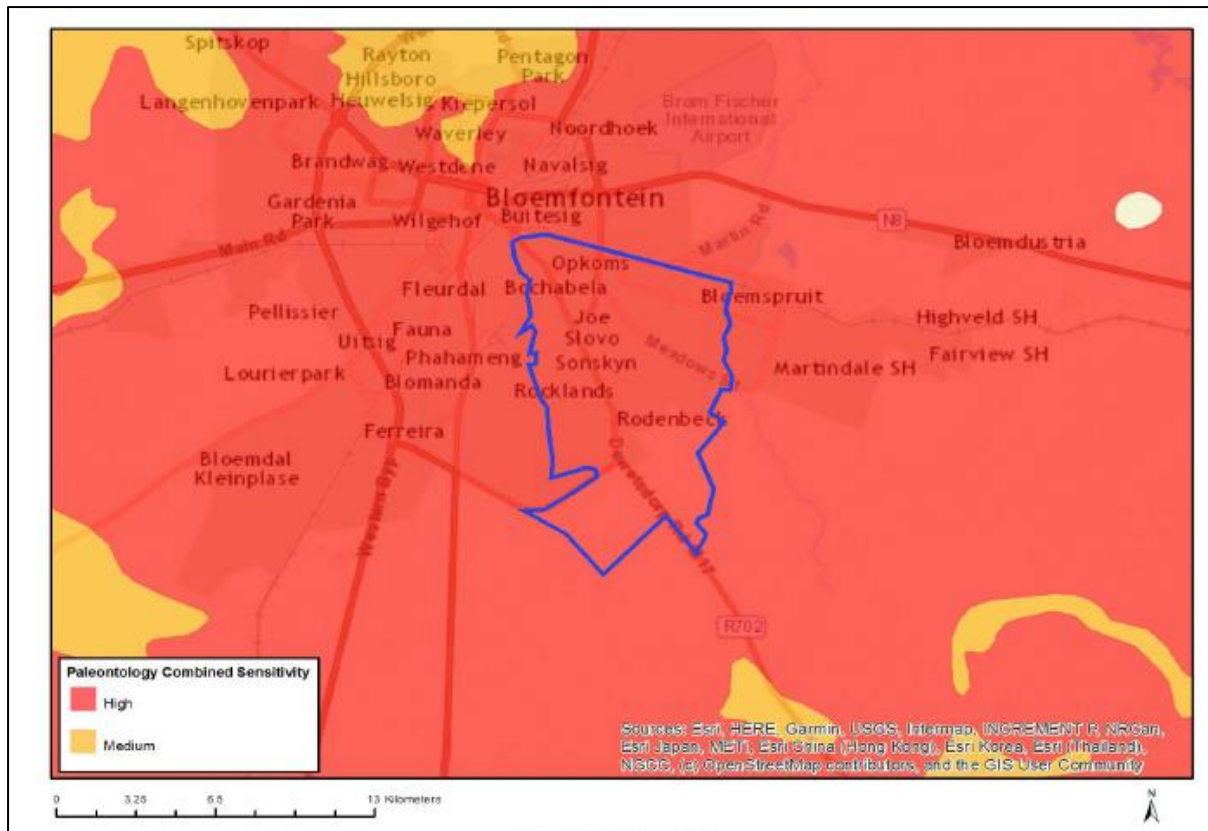 Spitskop
Rayton
Pentagon
Park
Hillsboro
Langenhovenpark
Heuwelsig
Krepersol
Bram Fischer
International
Airport
Waverley
Noordhoek
Brandwag
Westdene
Navalsig
Gardenia
Park
Bloemfontein
Wilgehof
Buitesig
N8
Main Rd
Martin Rd
Bloemdustria
Opkoms
Fleurdal
Bochabela
Bloemspruit
Pellissier
Joe
Slovo
Highveld SH
Uitsig
Fauna
Phahameng
Sonskyn
Meadows
Fairview SH
Lourierpark
Blomanda
Martindale SH
Rocklands
Rodenbeck
Ferreira
Bloemdal
Kleinplase
Western Byp
Dewetsdorp Rd
R702
Paleontology Combined Sensitivity
High
Medium
Sources: Esri, HERE, Garmin, USGS, Intermap, INCREMENT P, NRCan,
Esri Japan, METI, Esri China (Hong Kong), Esri Korea, Esri (Thailand),
NGCC, (c) OpenStreetMap contributors, and the GIS User Community
0 3.25 6.5 13 Kilometers
N